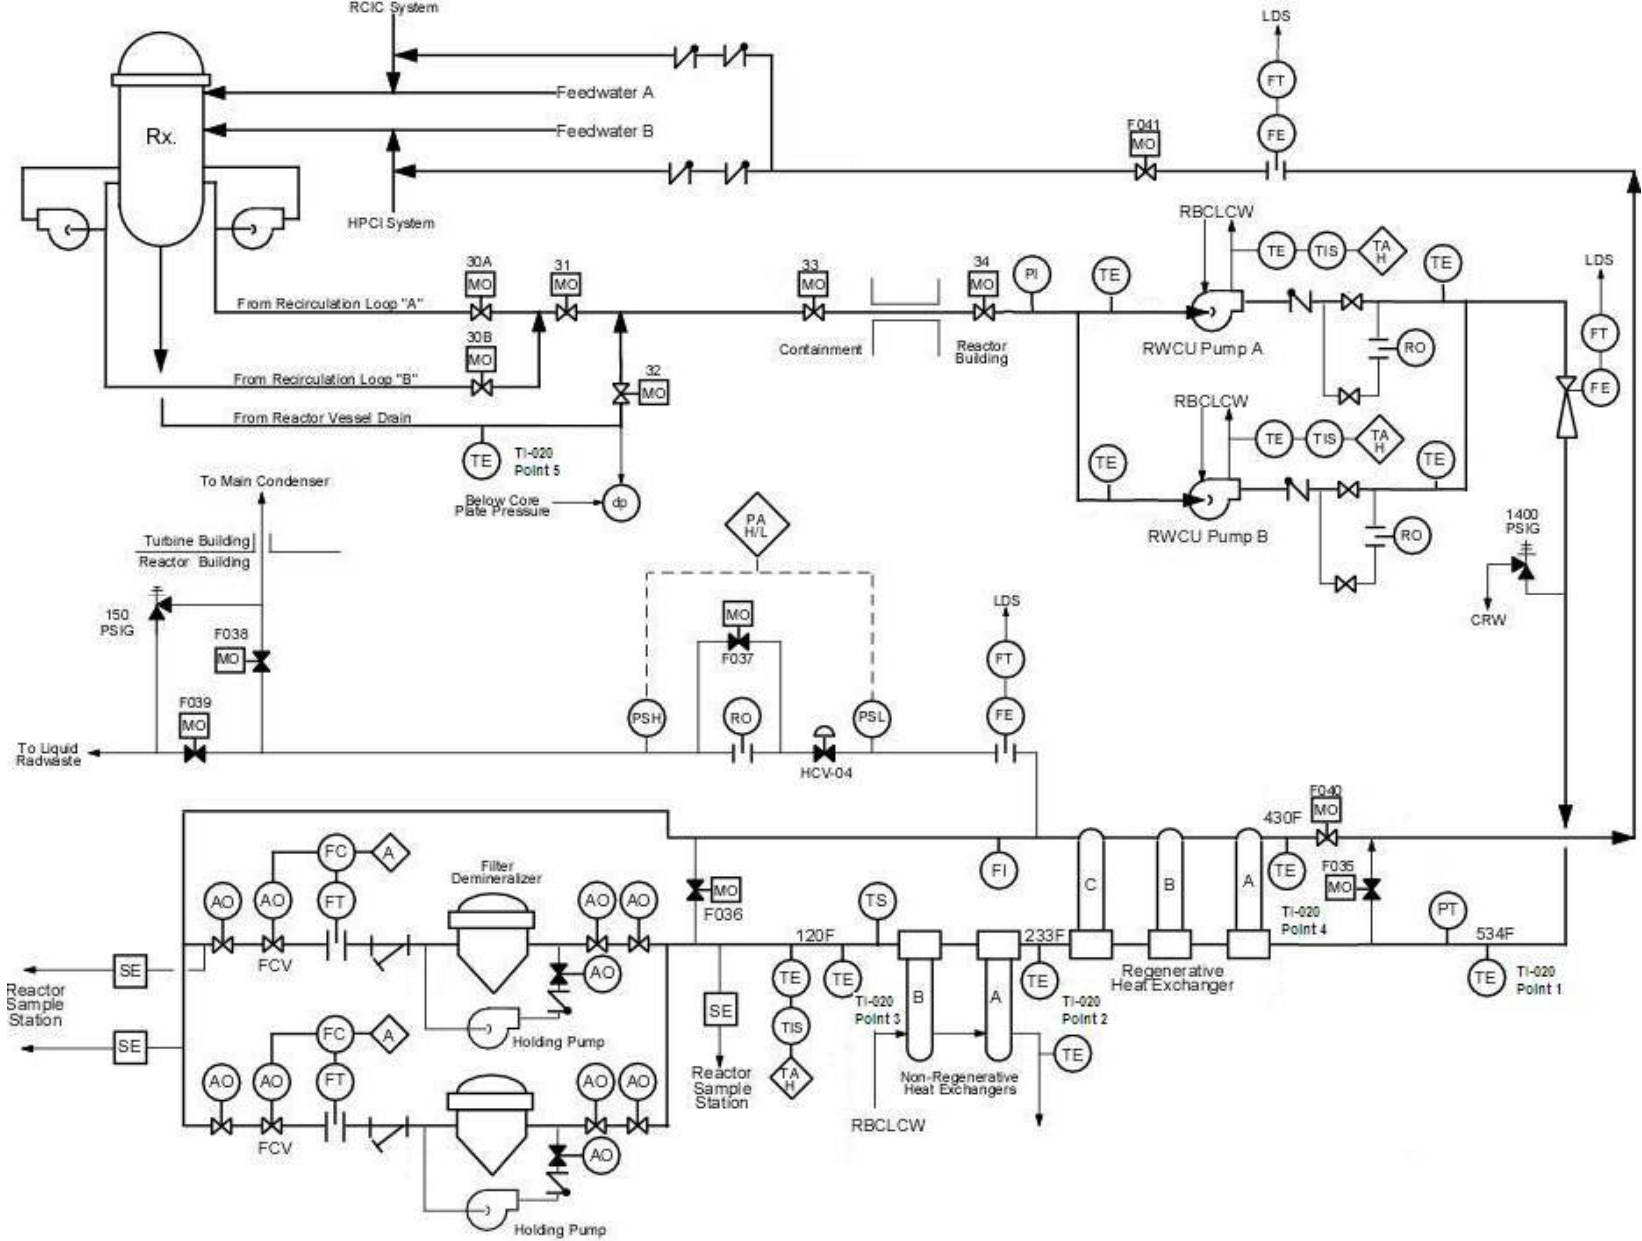 RCIC System
LDS
FT
Feedwater A
Rx.
Feedwater B
F041
MO
FE
HPCI System
RBCLCW
TE
TIS
TA
H
TE
LDS
30A
MO
31
MO
33
MO
34
MO
PI
TE
From Recirculation Loop "A"
Containment
Reactor
Building
RWCU Pump A
RO
FT
FE
30B
MO
From Recirculation Loop "B"
32
MO
From Reactor Vessel Drain
TE
TI-020
Point 5
RBCLCW
TE
TIS
TA
H
TE
TE
To Main Condenser
Below Core
Plate Pressure
dp
PA
H/L
RWCU Pump B
RO
1400
PSIG
CRW
Turbine Building
Reactor Building
150
PSIG
F038
MO
MO
F037
LDS
FT
F039
MO
PSH
RO
PSL
FE
To Liquid
Radwaste
HCV-04
F040
MO
430F
FC
A
Filter
Demineralizer
FI
C
B
A
TE
F035
MO
AO
AO
FT
AO
AO
MO
F036
TS
TI-020
Point 4
PT
FCV
120F
233F
534F
SE
AO
SE
TE
TE
B
A
TE
Regenerative
Heat Exchanger
TE
TI-020
Point 1
Reactor
Sample
Station
TI-020
Point 3
TI-020
Point 2
FC
A
Holding Pump
TIS
SE
TE
AO
AO
FT
AO
AO
Reactor
Sample
Station
TA
H
Non-Regenerative
Heat Exchangers
RBCLCW
FCV
AO
Holding Pump